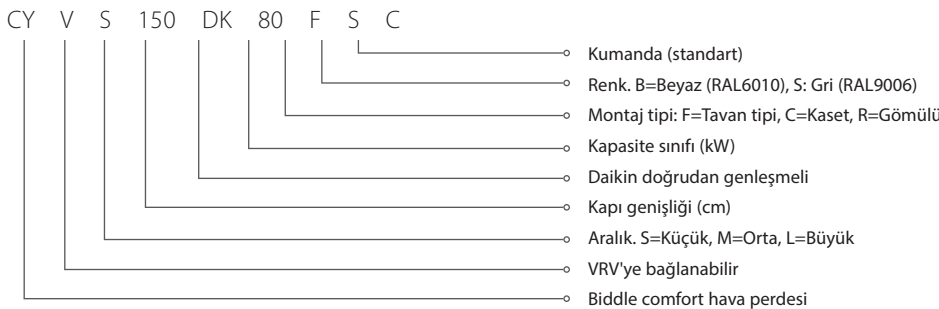 CY V S 150 DK 80 F S C
Kumanda (standart)
Renk. B=Beyaz (RAL6010), S: Gri (RAL9006)
Montaj tipi: F=Tavan tipi, C=Kaset, R=Gömülü
Kapasite sınıfı (kW)
Daikin doğrudan genleşmeli
Kapı genişliği (cm)
Aralık. S=Küçük, M=Orta, L=Büyük
VRV'ye bağlanabilir
Biddle comfort hava perdesi